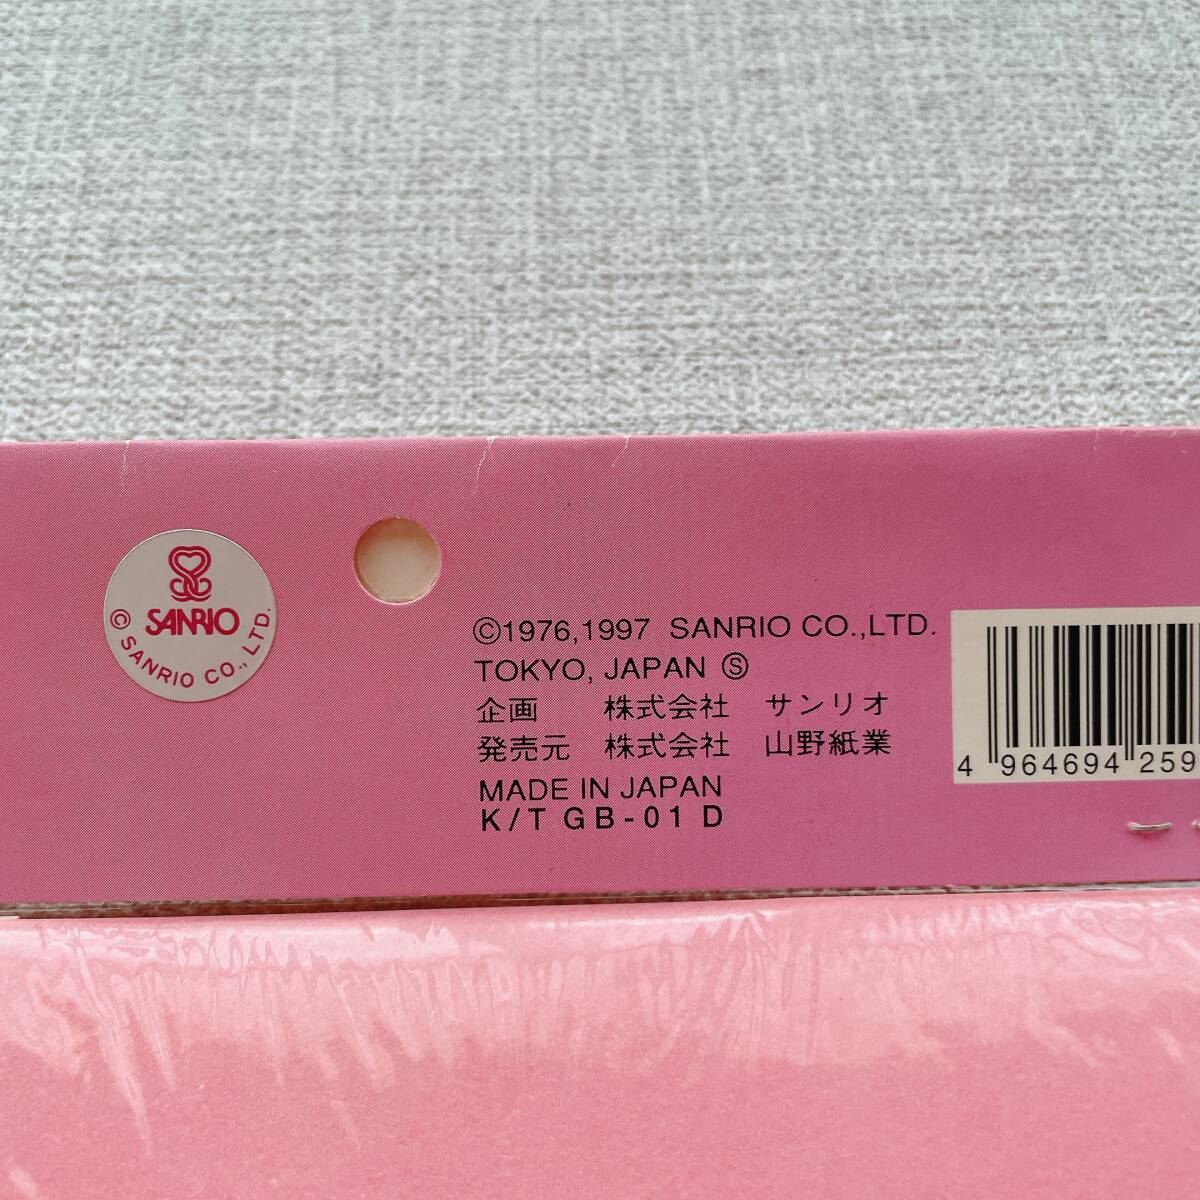 SANRIO
© SANRIO CO., LTD.
©1976,1997 SANRIO CO.,LTD.
TOKYO, JAPAN Ⓢ
企画 株式会社 サンリオ
発売元 株式会社 山野紙業
MADE IN JAPAN
K/T GB-01 D
4 964694 259